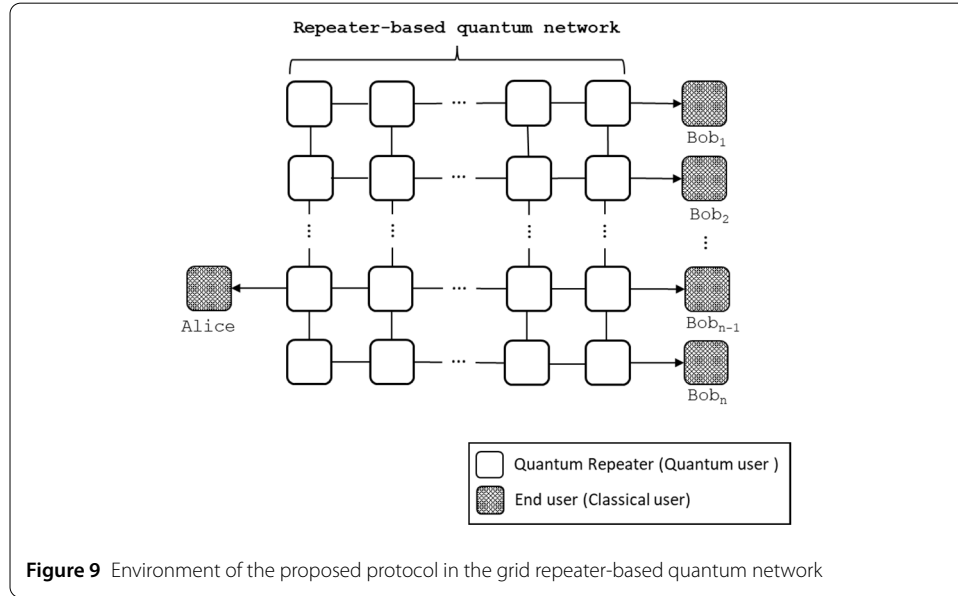 Repeater-based quantum network
...
Bob1
...
Bob2
... ... ... ... ...
...
Alice
Bobn-1
...
Bobn
Quantum Repeater (Quantum user )
End user (Classical user)
Figure 9 Environment of the proposed protocol in the grid repeater-based quantum network